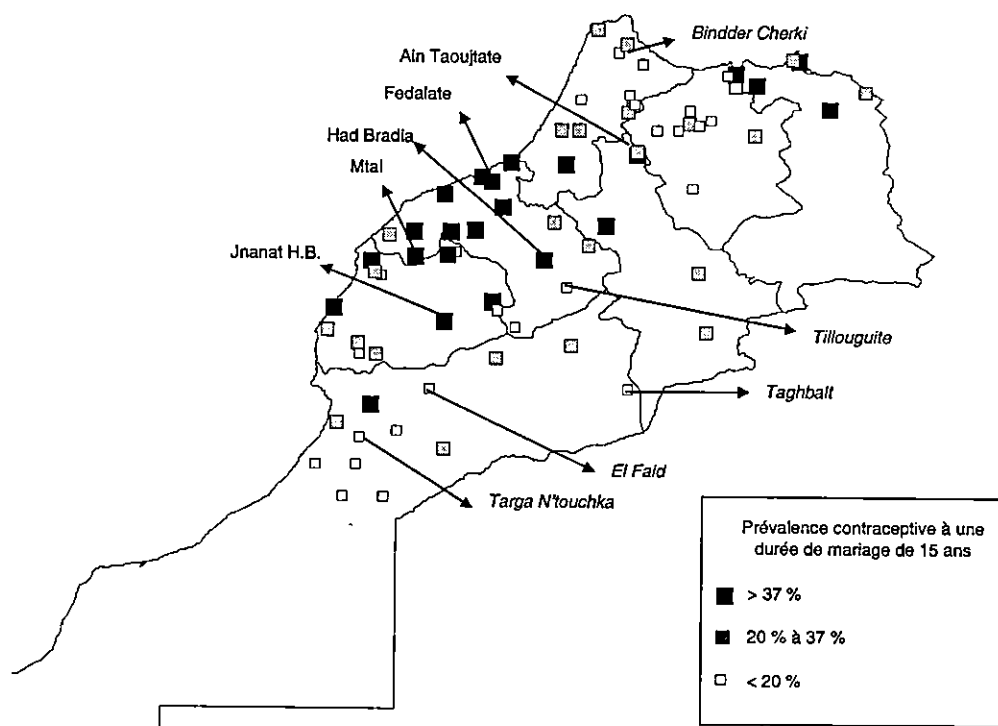 Bindder Cherki
Ain Taoujtate
Fedalate
Had Bradia
Mtal
Jnanat H.B.
Tillouguite
Taghbalt
El Faid
Targa N'touchka
Prévalence contraceptive à une
durée de mariage de 15 ans
> 37 %
20 % à 37 %
< 20 %